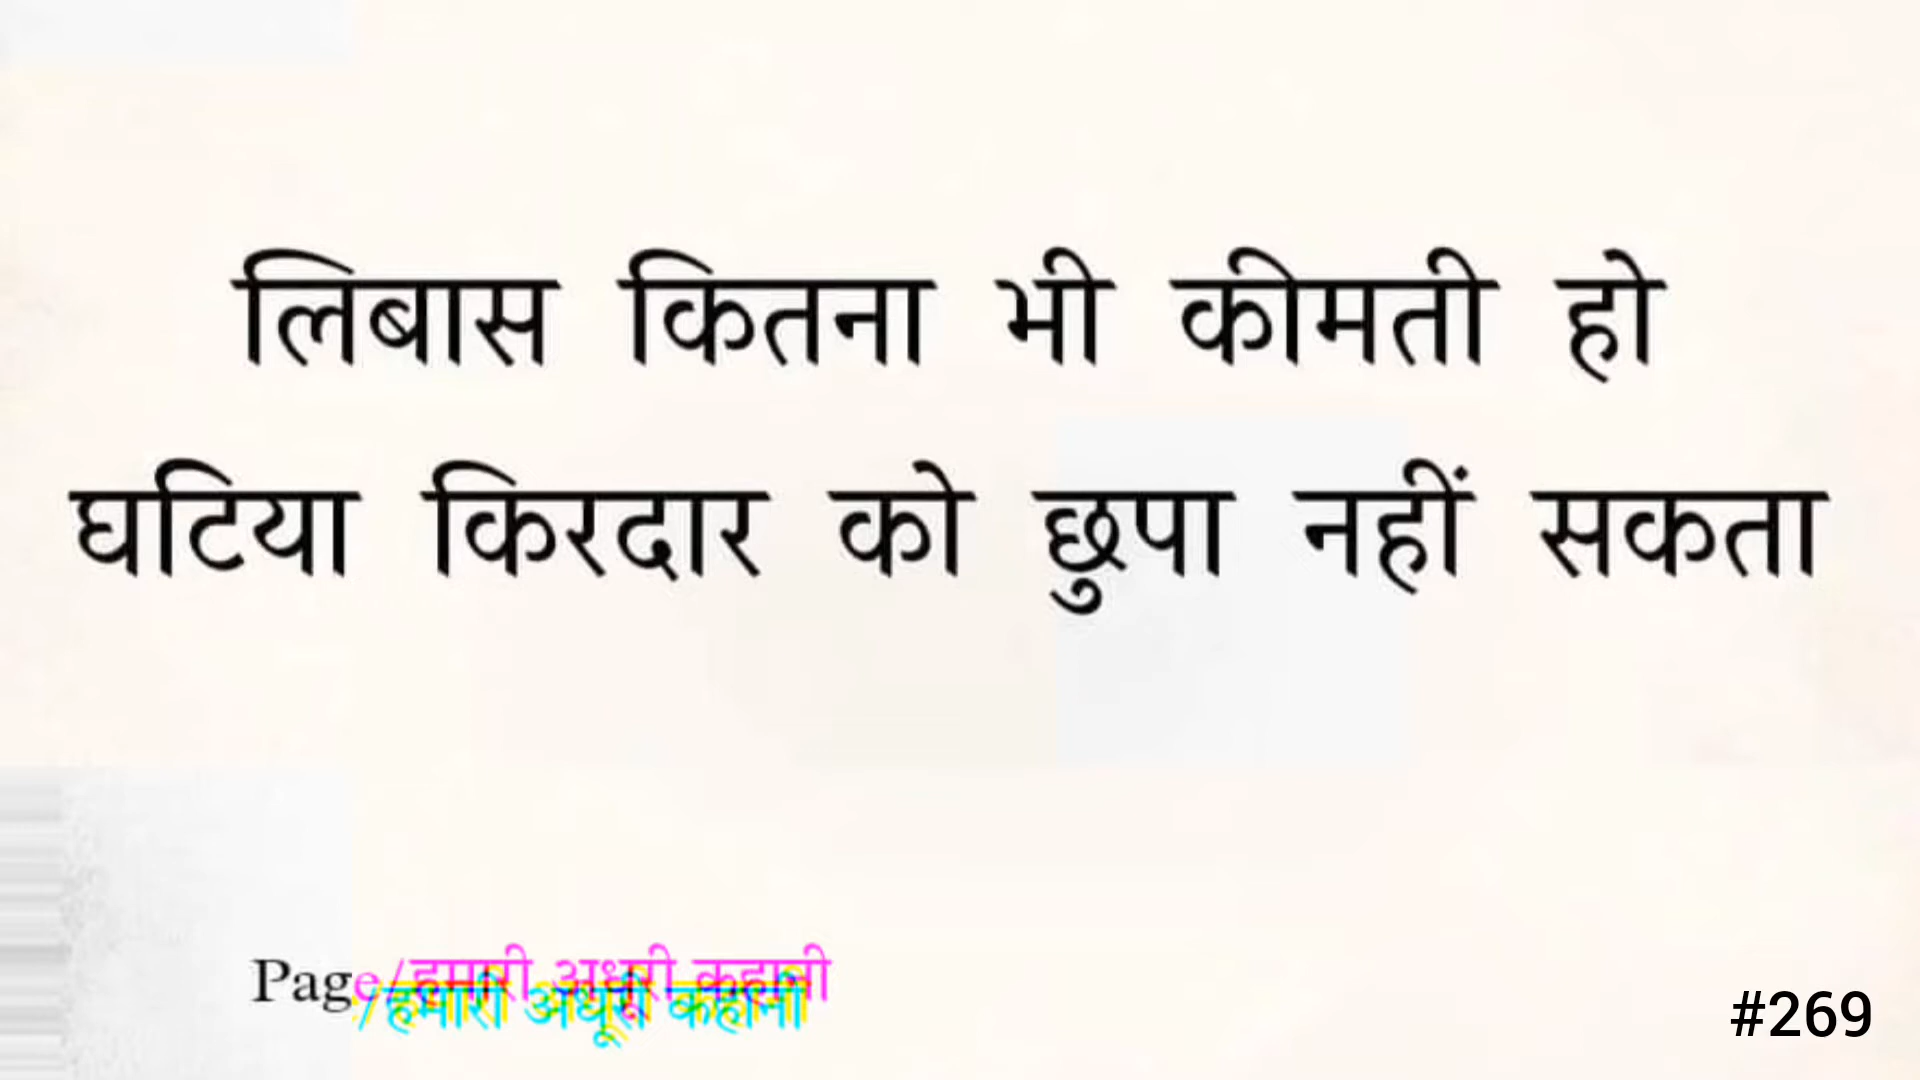 लिबास कितना भी कीमती हो
घटिया किरदार को छुपा नहीं सकता
Page/हमारी अधूरी कहानी
#269